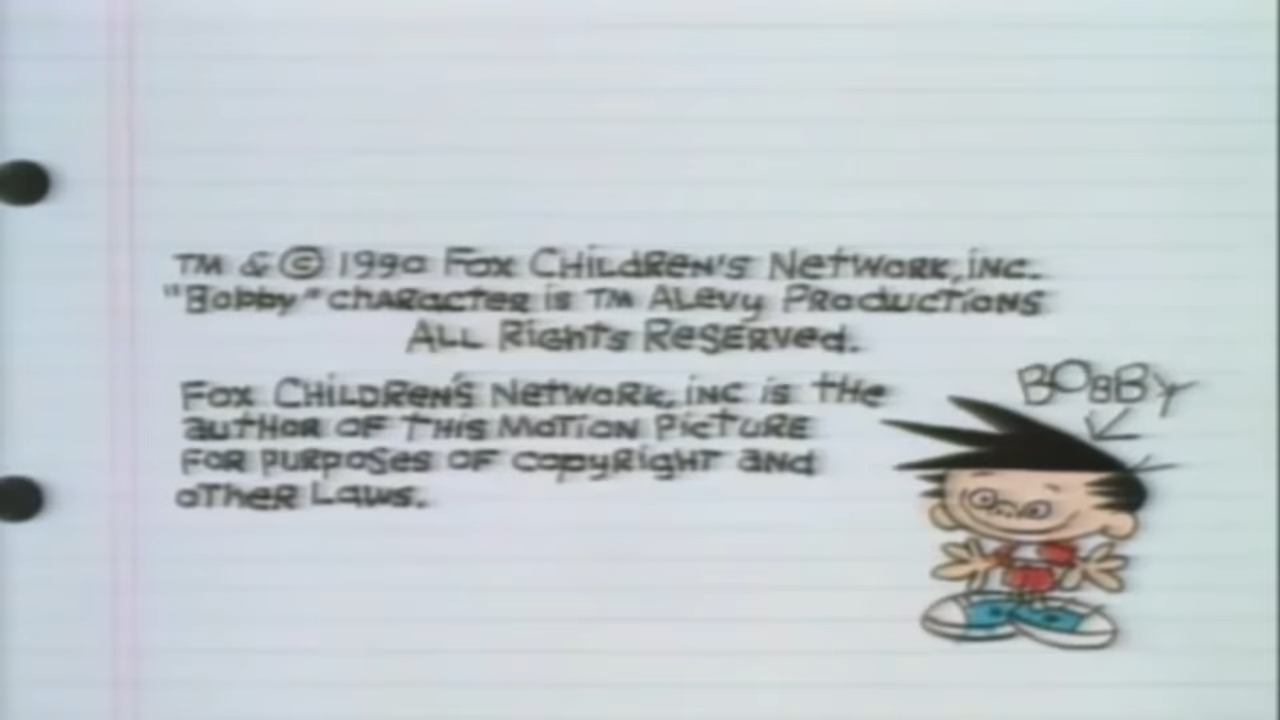 TM & © 1990 Fox Children's Network, inc.
"Bobby" character is TM Alevy Productions
All Rights Reserved.
Fox Children's Network, inc is the
author of this motion picture
for purposes of copyright and
other laws.
BOBBY